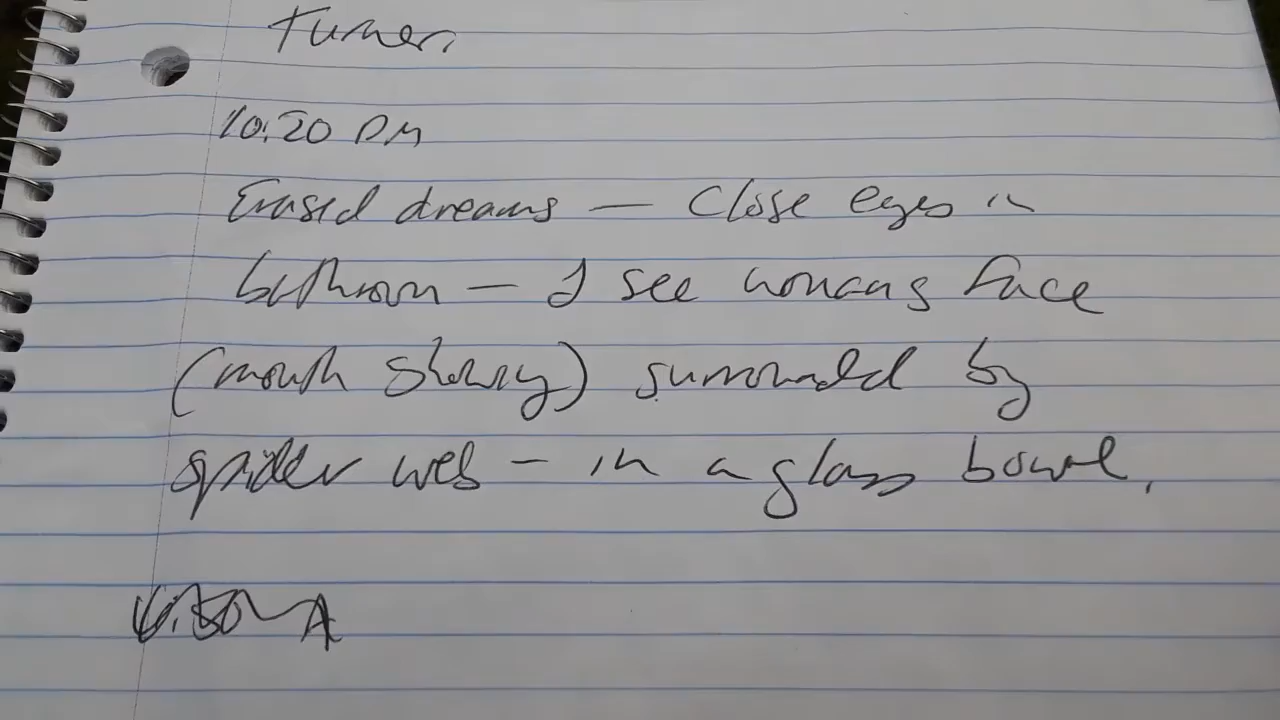 Turner,
10.20 PM
Erased dreams — Close eyes in
bathroom — I see womans face
(mouth showing) surrounded by
spider web – in a glass bowl,